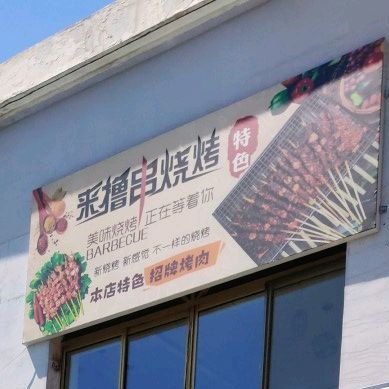 来撸串烧烤
特色
美味烧烤 正在等着你
BARBECUE
新烧烤 新感觉 不一样的烧烤
本店特色 招牌烤肉